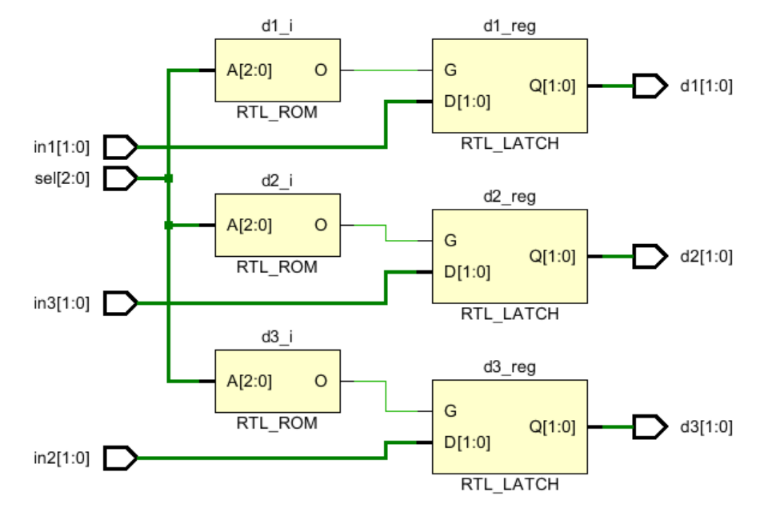 d1_i
d1_reg
A[2:0] O
G
Q[1:0]
d1[1:0]
D[1:0]
RTL_ROM
RTL_LATCH
in1[1:0]
sel[2:0]
d2_i
d2_reg
A[2:0] O
G
Q[1:0]
d2[1:0]
D[1:0]
RTL_ROM
in3[1:0]
RTL_LATCH
d3_i
d3_reg
A[2:0] O
G
Q[1:0]
d3[1:0]
D[1:0]
RTL_ROM
in2[1:0]
RTL_LATCH